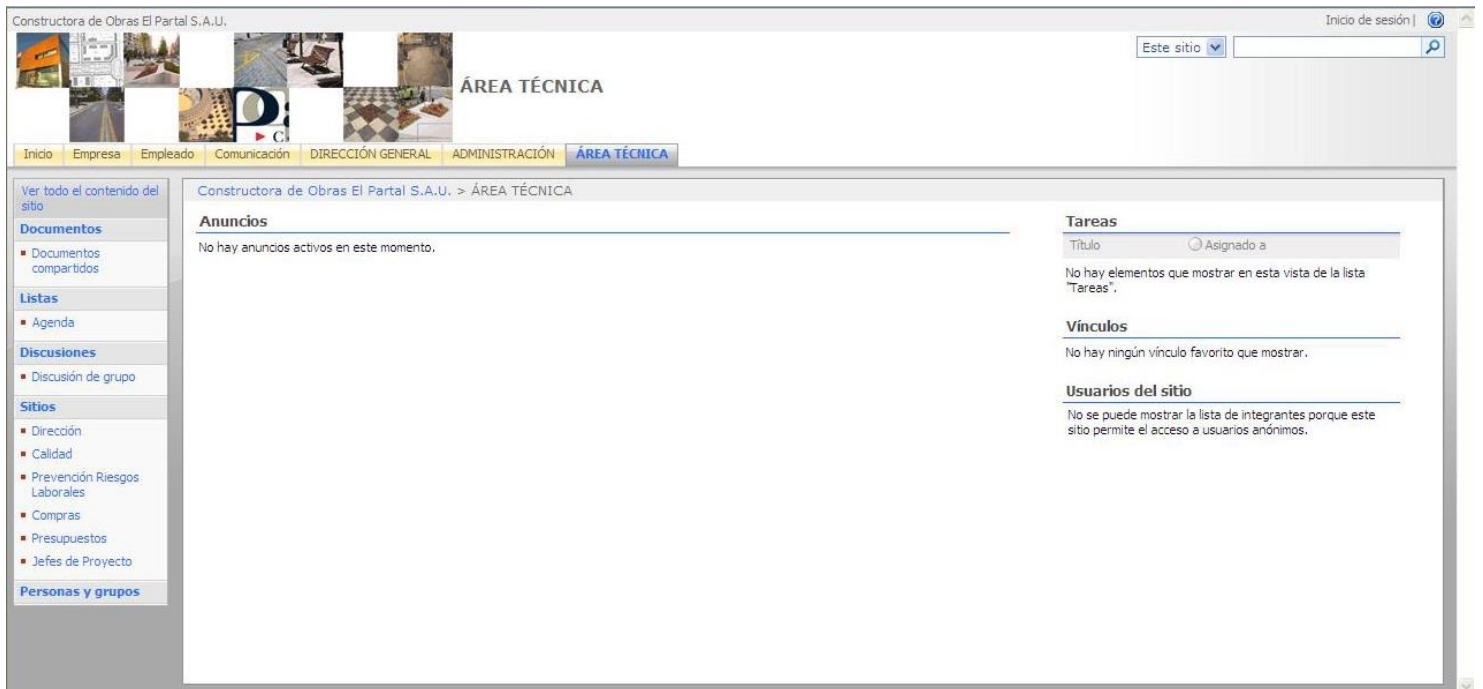 Constructora de Obras El Partal S.A.U.
Inicio de sesión |
Este sitio
ÁREA TÉCNICA
C
Inicio
Empresa
Empleado
Comunicación
DIRECCIÓN GENERAL
ADMINISTRACIÓN
ÁREA TÉCNICA
Ver todo el contenido del
sitio
Documentos
Documentos
compartidos
Listas
Agenda
Discusiones
Discusión de grupo
Sitios
Dirección
Calidad
Prevención Riesgos
Laborales
Compras
Presupuestos
Jefes de Proyecto
Personas y grupos
Constructora de Obras El Partal S.A.U. > ÁREA TÉCNICA
Anuncios
No hay anuncios activos en este momento.
Tareas
Título
Asignado a
No hay elementos que mostrar en esta vista de la lista
"Tareas".
Vínculos
No hay ningún vínculo favorito que mostrar.
Usuarios del sitio
No se puede mostrar la lista de integrantes porque este
sitio permite el acceso a usuarios anónimos.